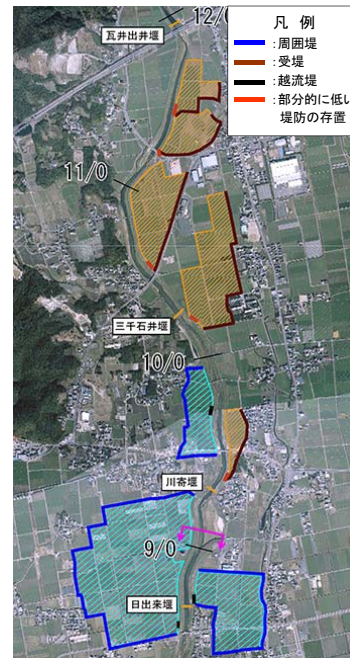 12/0
瓦井出井堰
凡 例
:周囲堤
:受堤
:越流堤
:部分的に低い
堤防の存置
11/0
三千石井堰
10/0
川寄堰
9/0
日出来堰